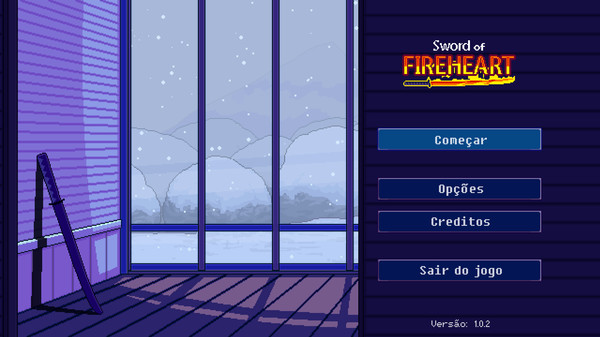 Sword of
FIREHEART
Começar
Opções
Creditos
Sair do jogo
Versão: 1.0.2